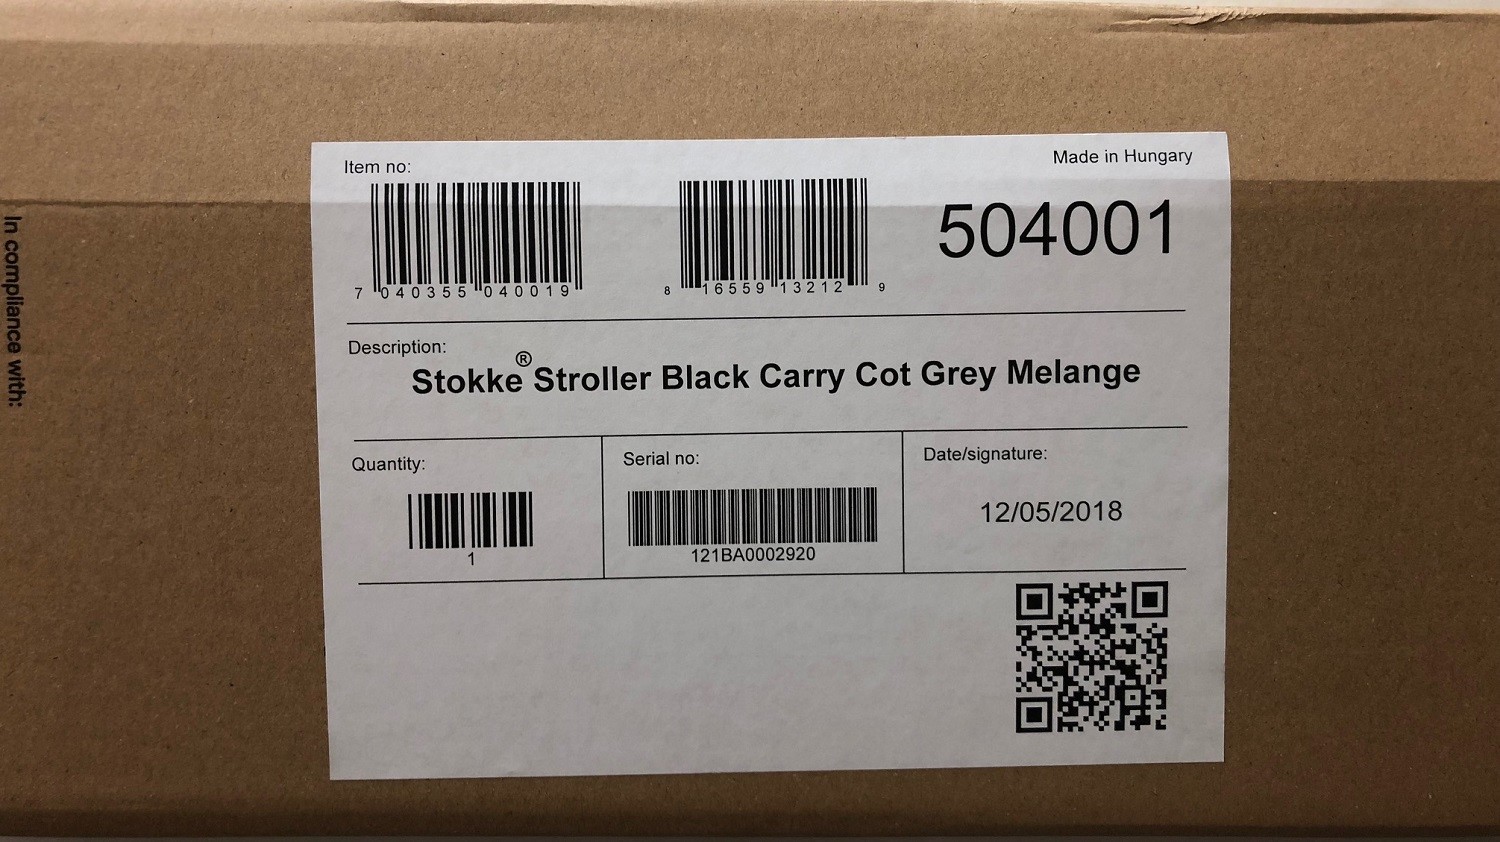 Item no:
Made in Hungary
7 040355 040019
8 16559 13212 9
504001
Description:
Stokke® Stroller Black Carry Cot Grey Melange
Quantity:
1
Serial no:
121BA0002920
Date/signature:
12/05/2018
In compliance with: